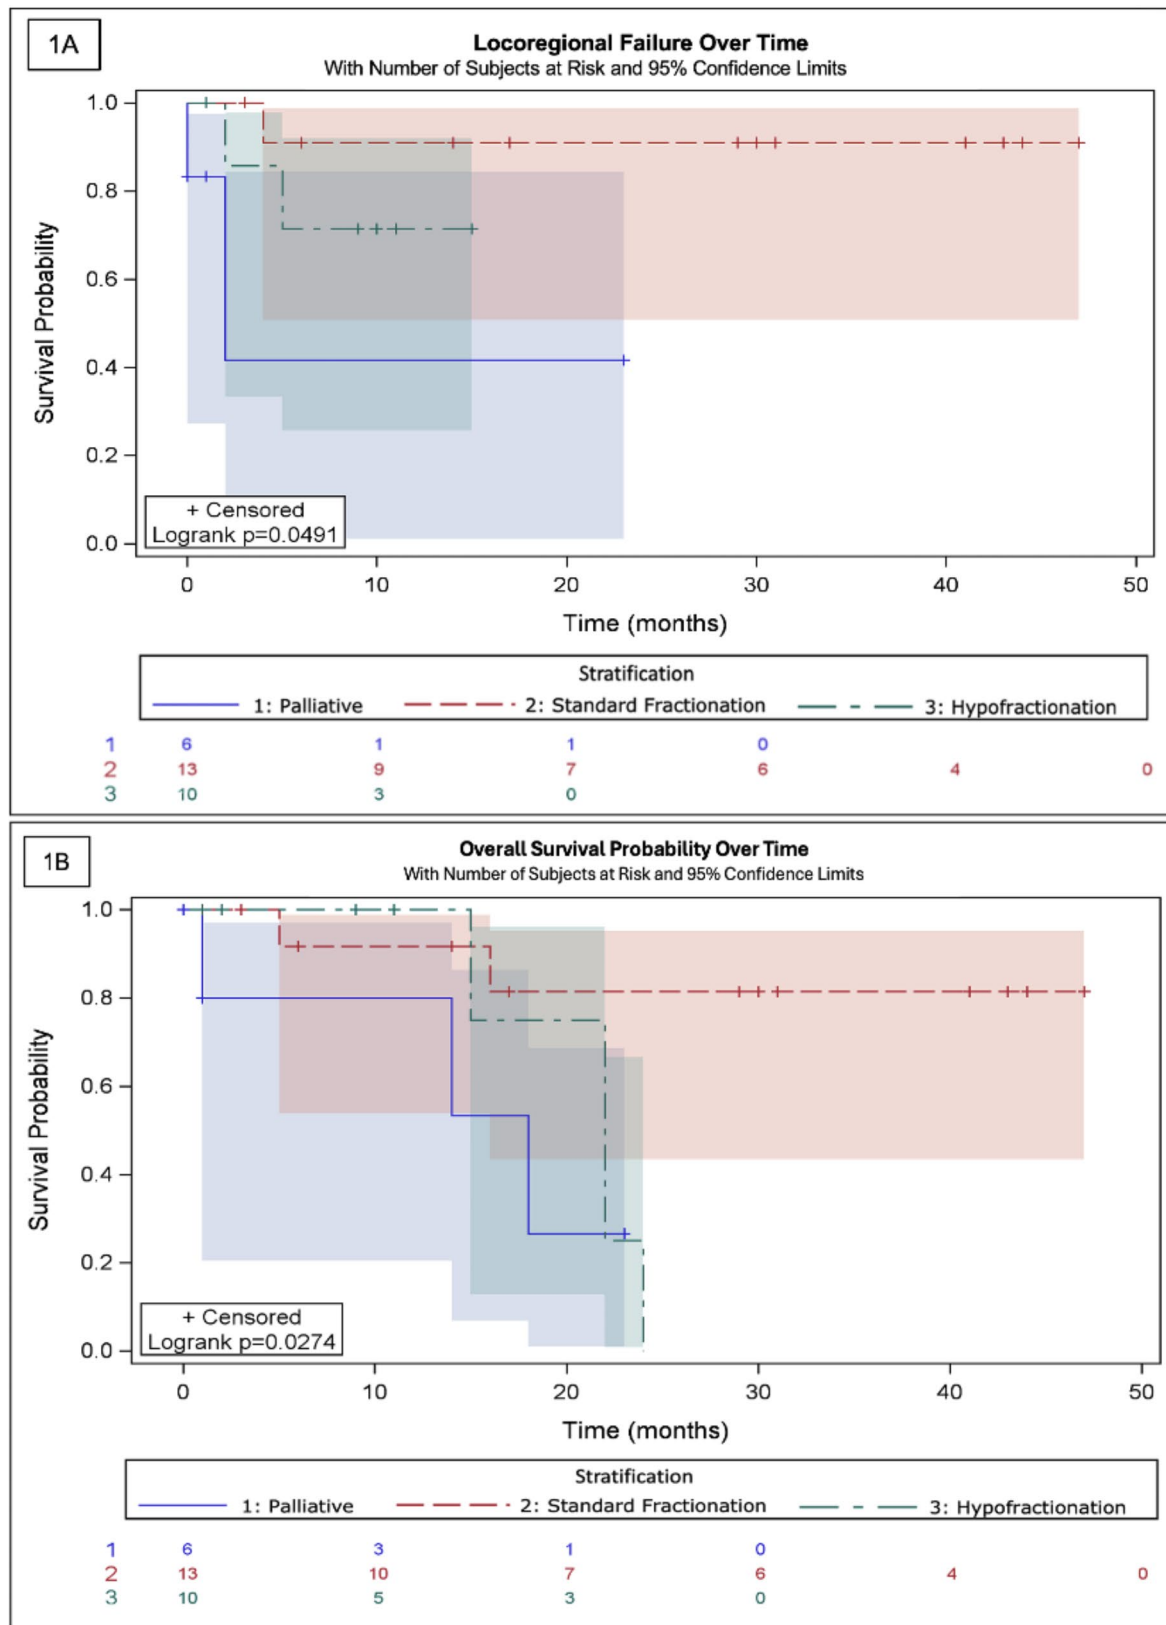 1A
Locoregional Failure Over Time
With Number of Subjects at Risk and 95% Confidence Limits
1.0
0.8
0.6
0.4
0.2
0.0
Survival Probability
+ Censored
Logrank p=0.0491
0 10 20 30 40 50
Time (months)
Stratification
1: Palliative 2: Standard Fractionation 3: Hypofractionation
1 6 1 1 0
2 13 9 7 6 4 0
3 10 3 0
1B
Overall Survival Probability Over Time
With Number of Subjects at Risk and 95% Confidence Limits
1.0
0.8
0.6
0.4
0.2
0.0
Survival Probability
+ Censored
Logrank p=0.0274
0 10 20 30 40 50
Time (months)
Stratification
1: Palliative 2: Standard Fractionation 3: Hypofractionation
1 6 3 1 0
2 13 10 7 6 4 0
3 10 5 3 0